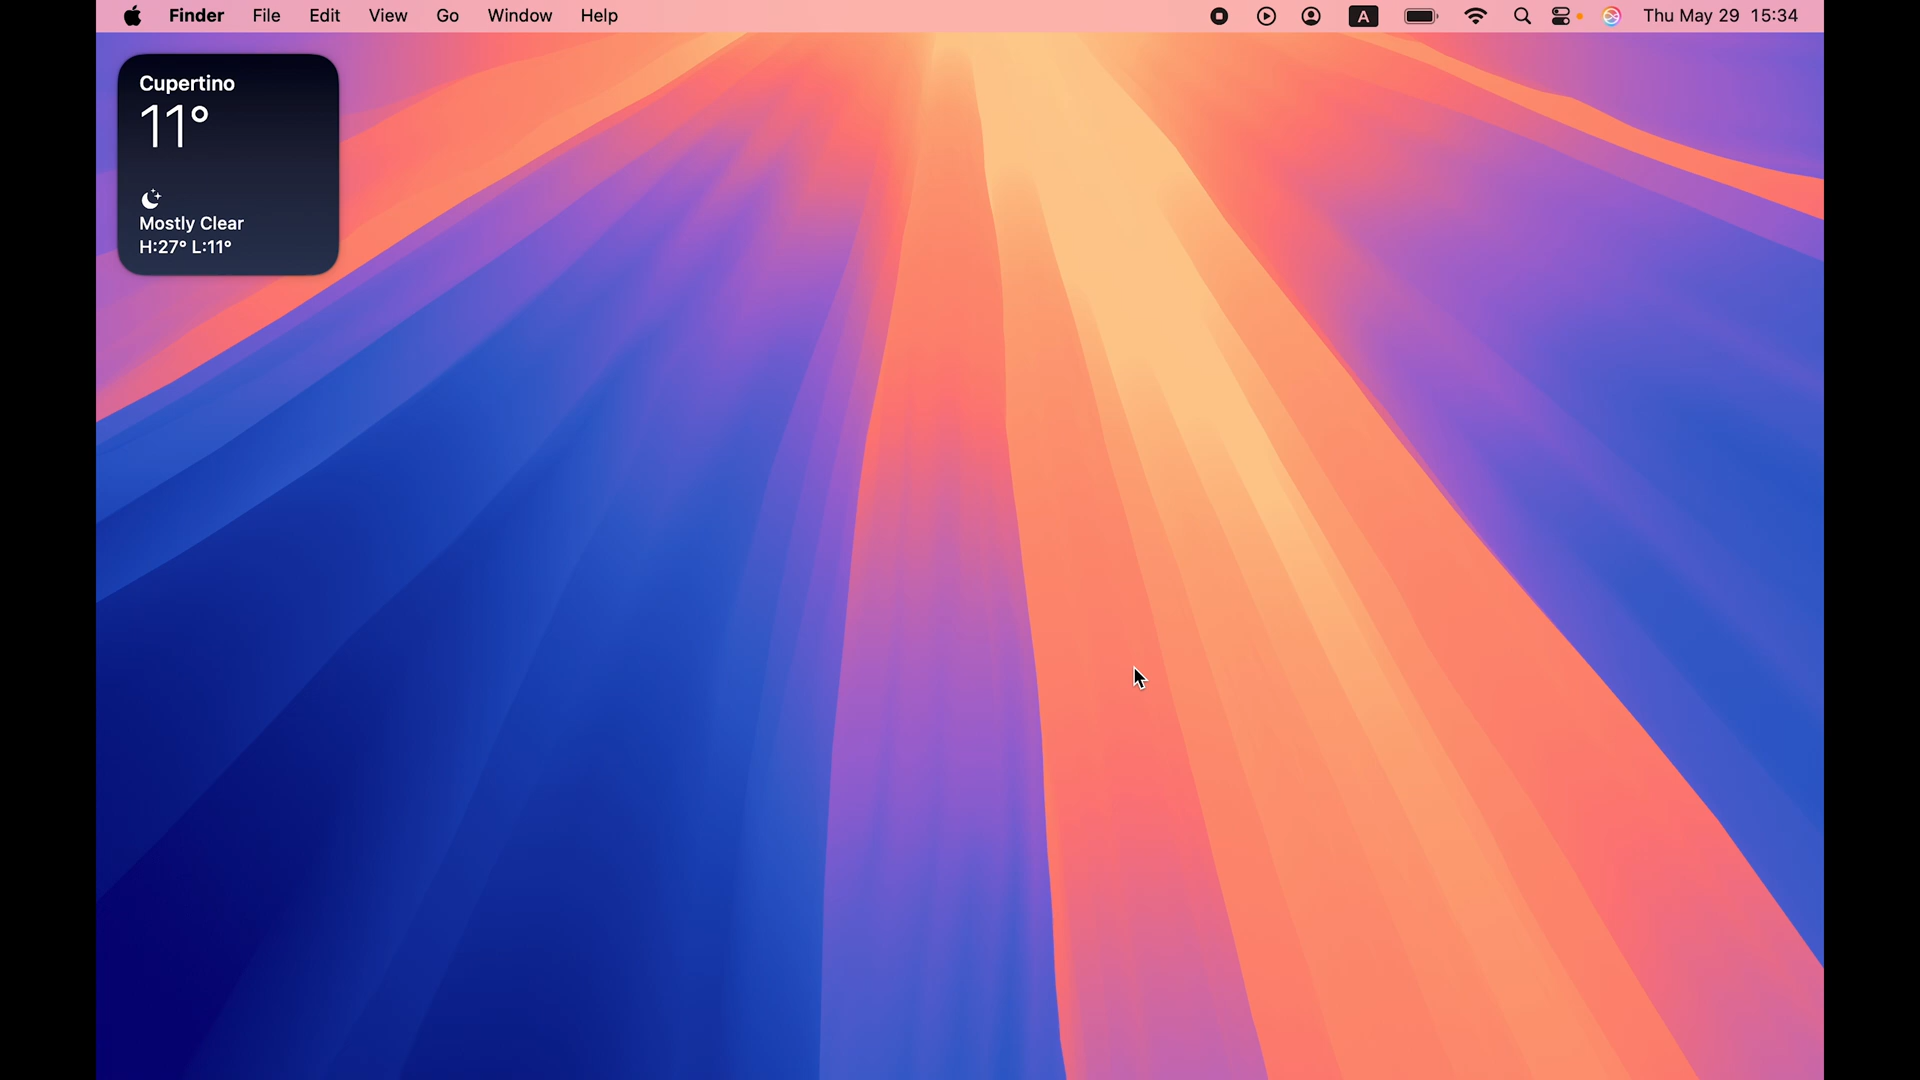 Finder File Edit View Go Window Help A Thu May 29 15:34
Cupertino
11°
Mostly Clear
H:27° L:11°